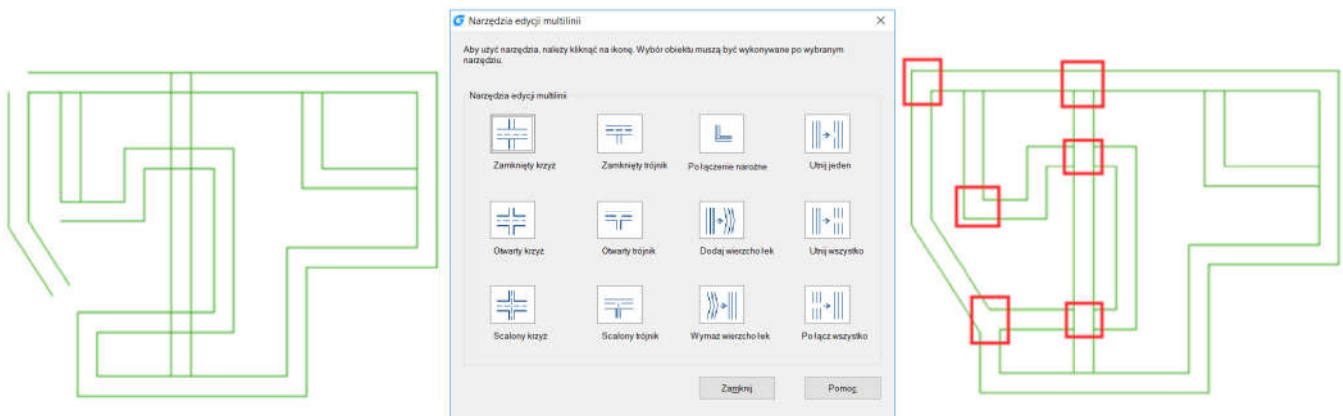 Narzędzia edycji multilinii
Aby użyć narzędzia, należy kliknąć na ikonę. Wybór obiektu muszą być wykonywane po wybranym
narzędziu.
Narzędzia edycji multilinii
Zamknięty krzyż Zamknięty trójnik Połączenie narożne Utnij jeden
Otwarty krzyż Otwarty trójnik Dodaj wierzchołek Utnij wszystko
Scalony krzyż Scalony trójnik Wymaż wierzchołek Połącz wszystko
Zamknij Pomoc